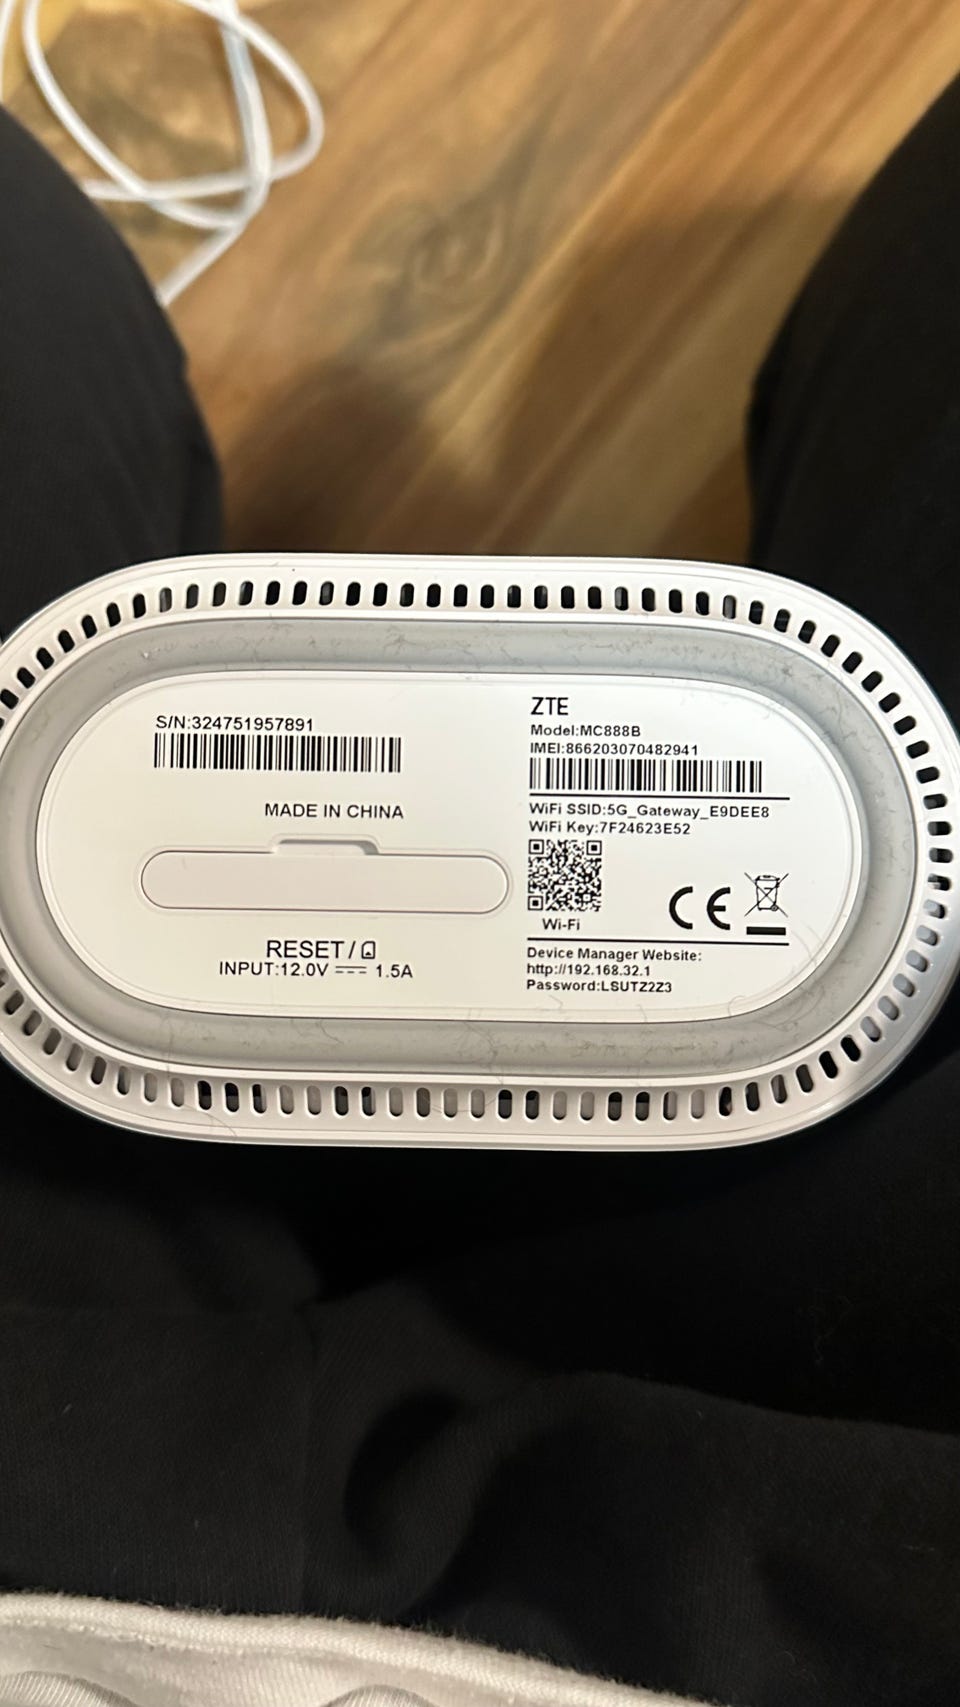 S/N:324751957891
MADE IN CHINA
RESET/
INPUT:12.0V 1.5A
ZTE
Model:MC888B
IMEI:866203070482941
WiFi SSID:5G_Gateway_E9DEE8
WiFi Key:7F24623E52
Wi-Fi
CE
Device Manager Website:
http://192.168.32.1
Password:LSUTZ2Z3